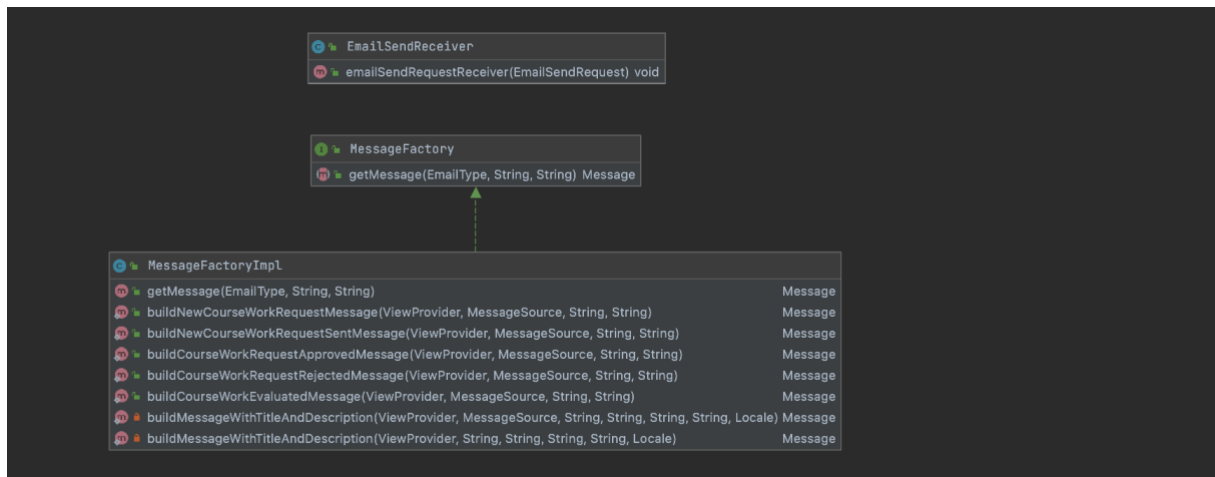 EmailSendReceiver
emailSendRequestReceiver(EmailSendRequest) void
MessageFactory
getMessage(EmailType, String, String) Message
MessageFactoryImpl
getMessage(EmailType, String, String) Message
buildNewCourseWorkRequestMessage(ViewProvider, MessageSource, String, String) Message
buildNewCourseWorkRequestSentMessage(ViewProvider, MessageSource, String, String) Message
buildCourseWorkRequestApprovedMessage(ViewProvider, MessageSource, String, String) Message
buildCourseWorkRequestRejectedMessage(ViewProvider, MessageSource, String, String) Message
buildCourseWorkEvaluatedMessage(ViewProvider, MessageSource, String, String) Message
buildMessageWithTitleAndDescription(ViewProvider, MessageSource, String, String, String, String, Locale) Message
buildMessageWithTitleAndDescription(ViewProvider, String, String, String, String, Locale) Message